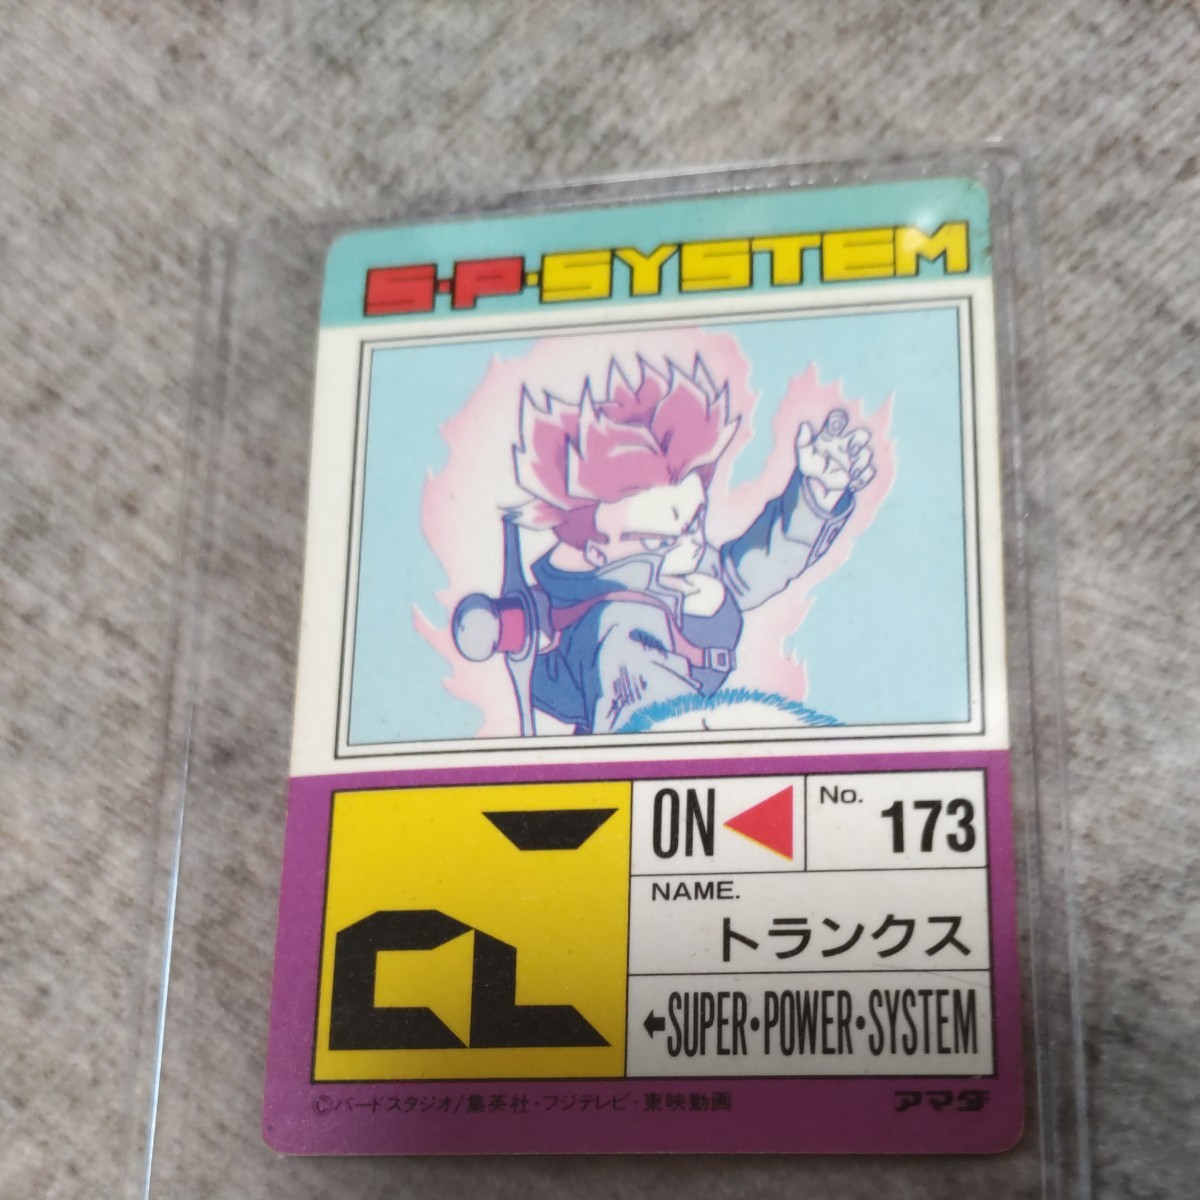 S・P・SYSTEM
ON
No. 173
NAME.
トランクス
←SUPER・POWER・SYSTEM
©バードスタジオ/集英社・フジテレビ・東映動画
アマダ